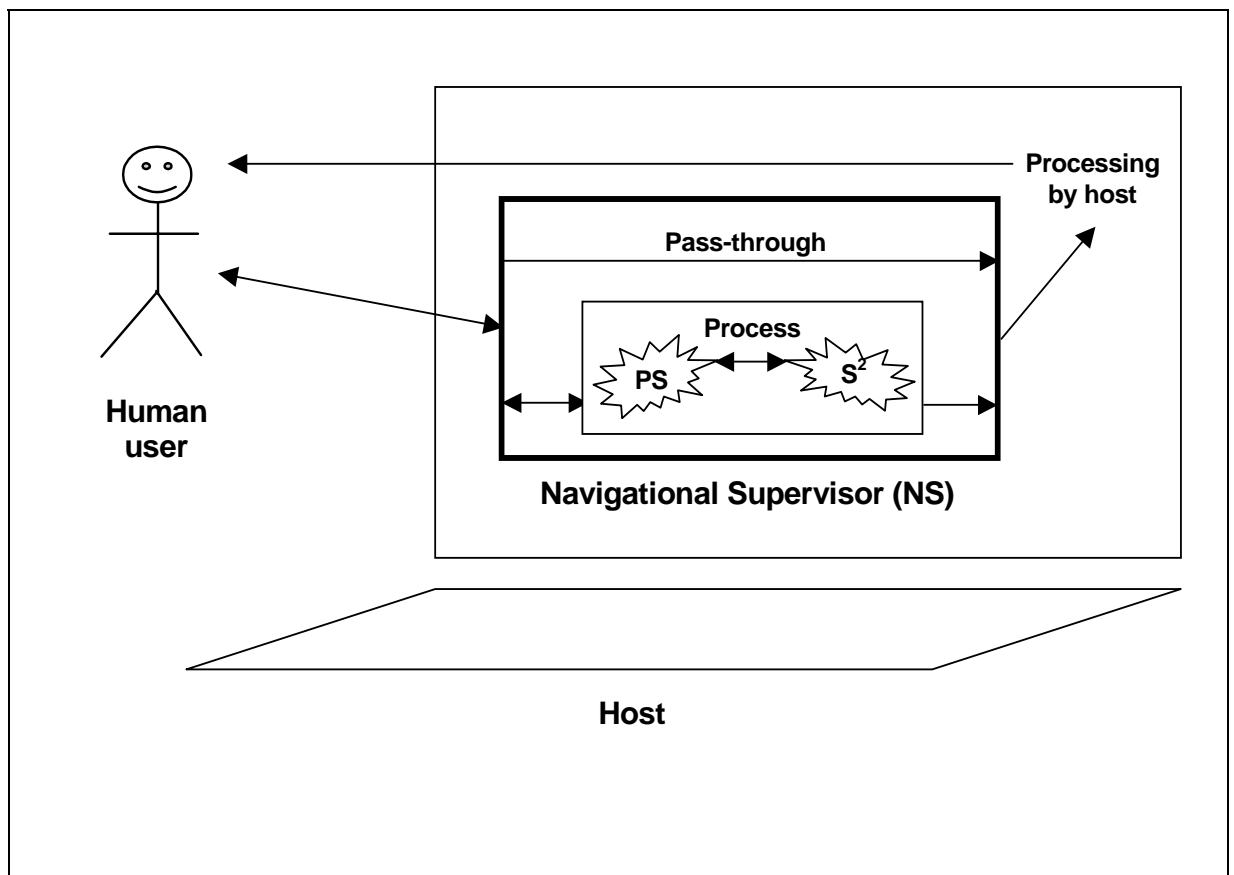 Processing
by host
Pass-through
Process
PS
S²
Human
user
Navigational Supervisor (NS)
Host